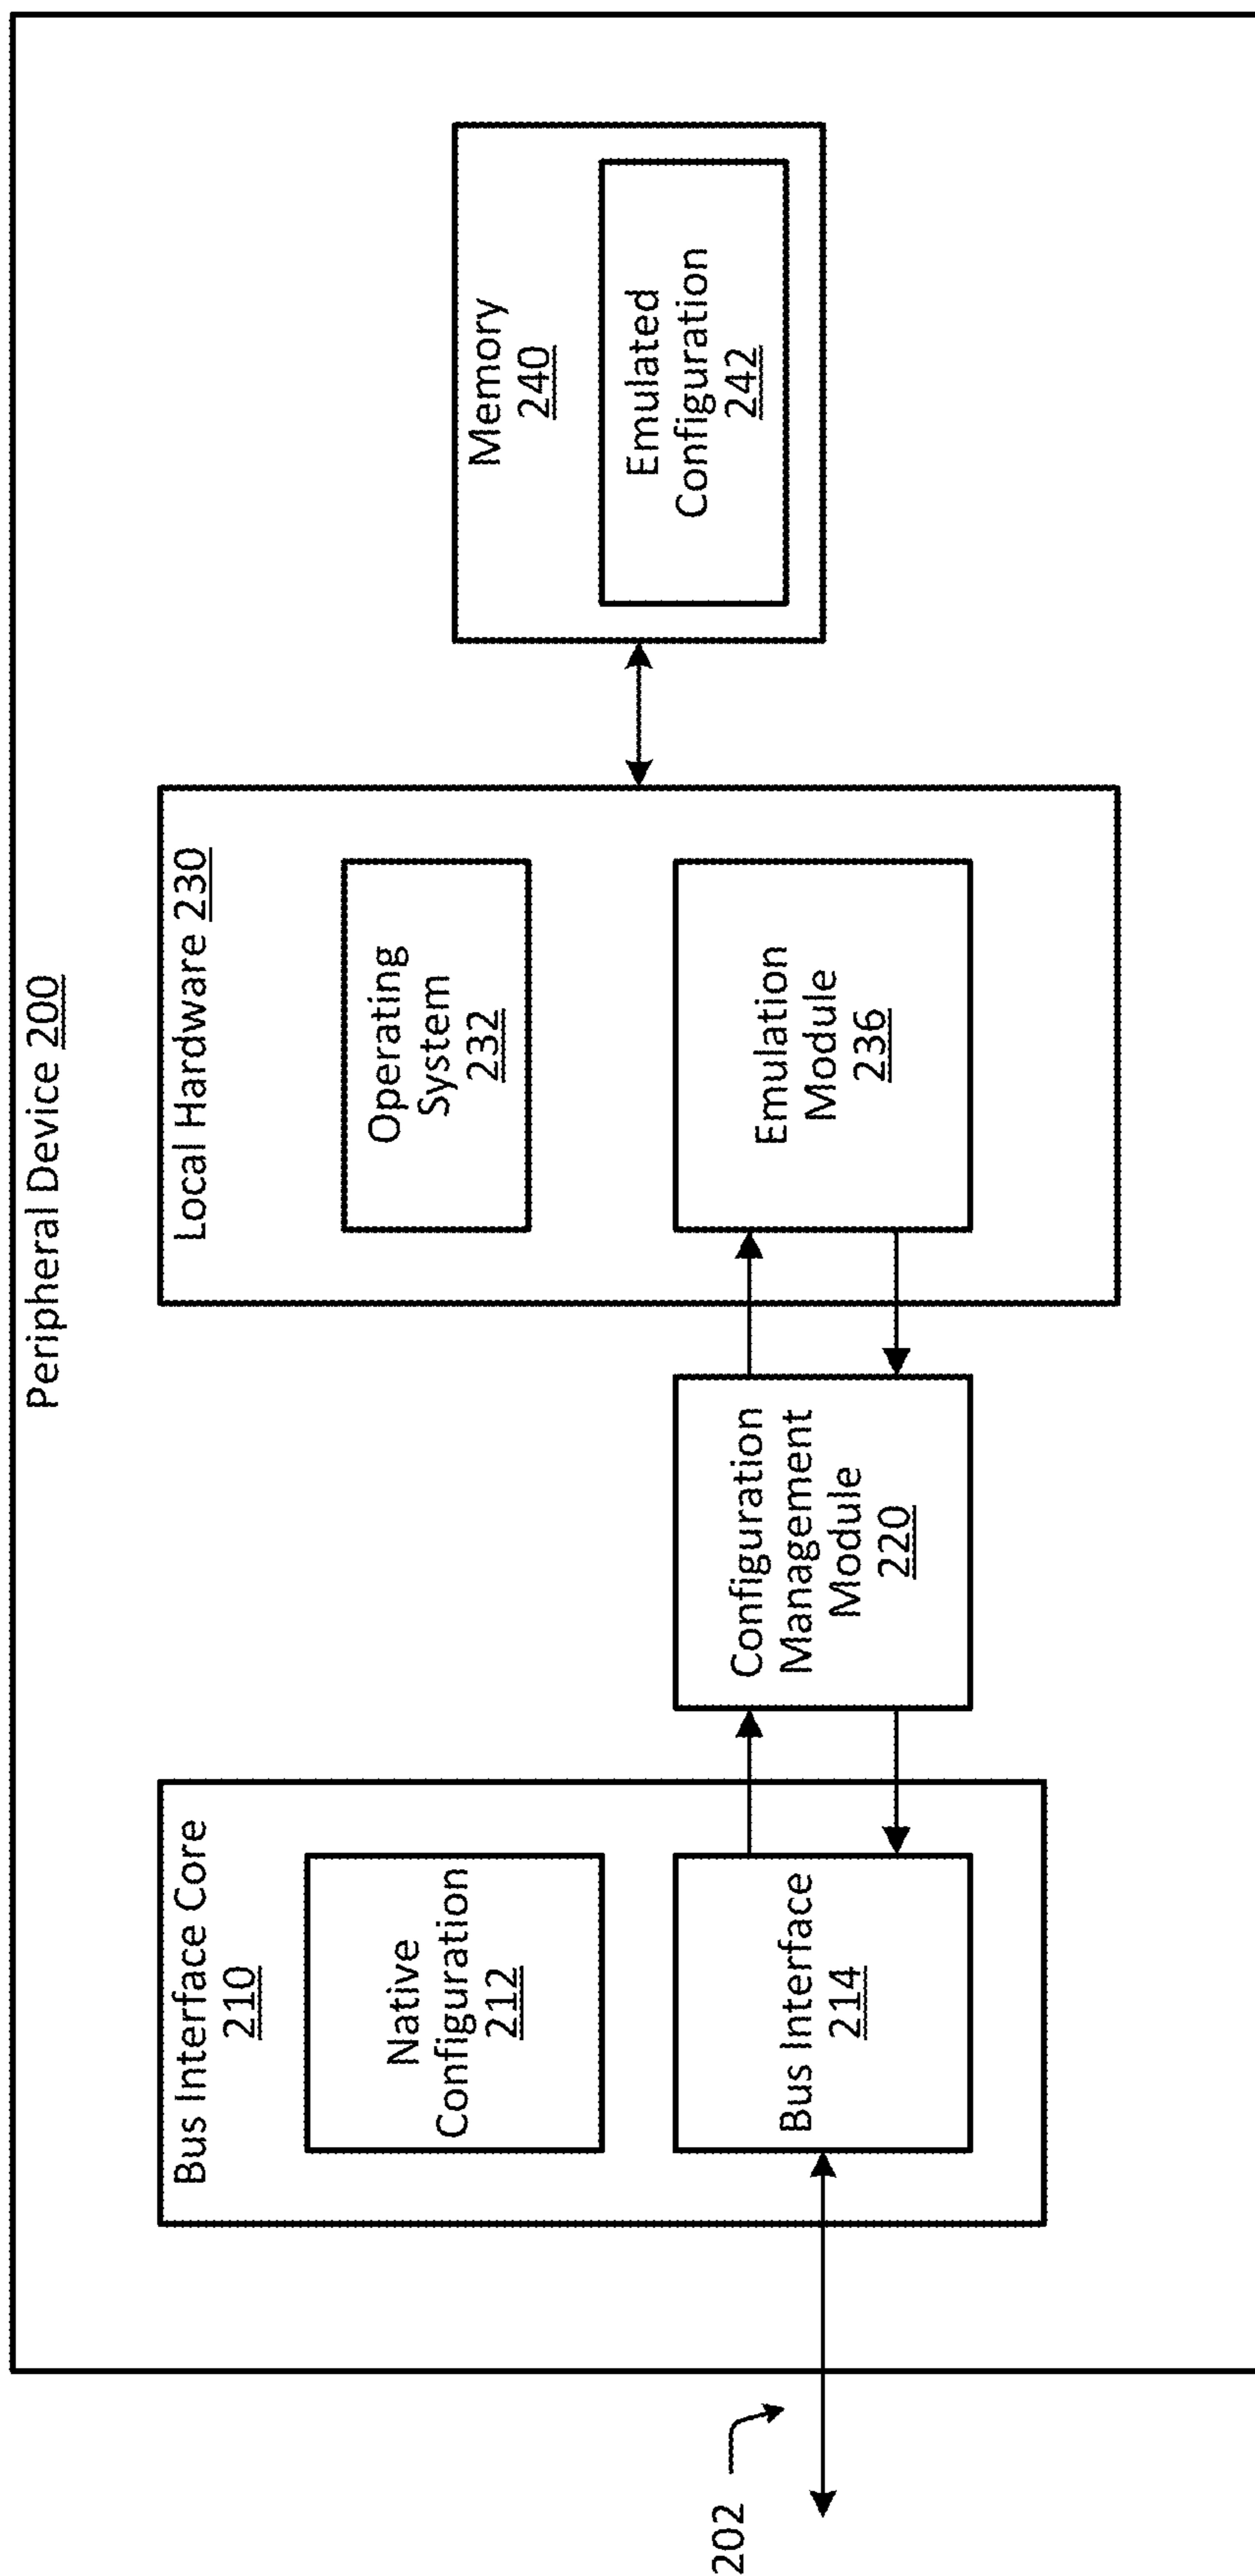 Peripheral Device 200
Bus Interface Core
210
Native
Configuration
212
Bus Interface
214
202
Configuration
Management
Module
220
Local Hardware 230
Operating
System
232
Emulation
Module
236
Memory
240
Emulated
Configuration
242